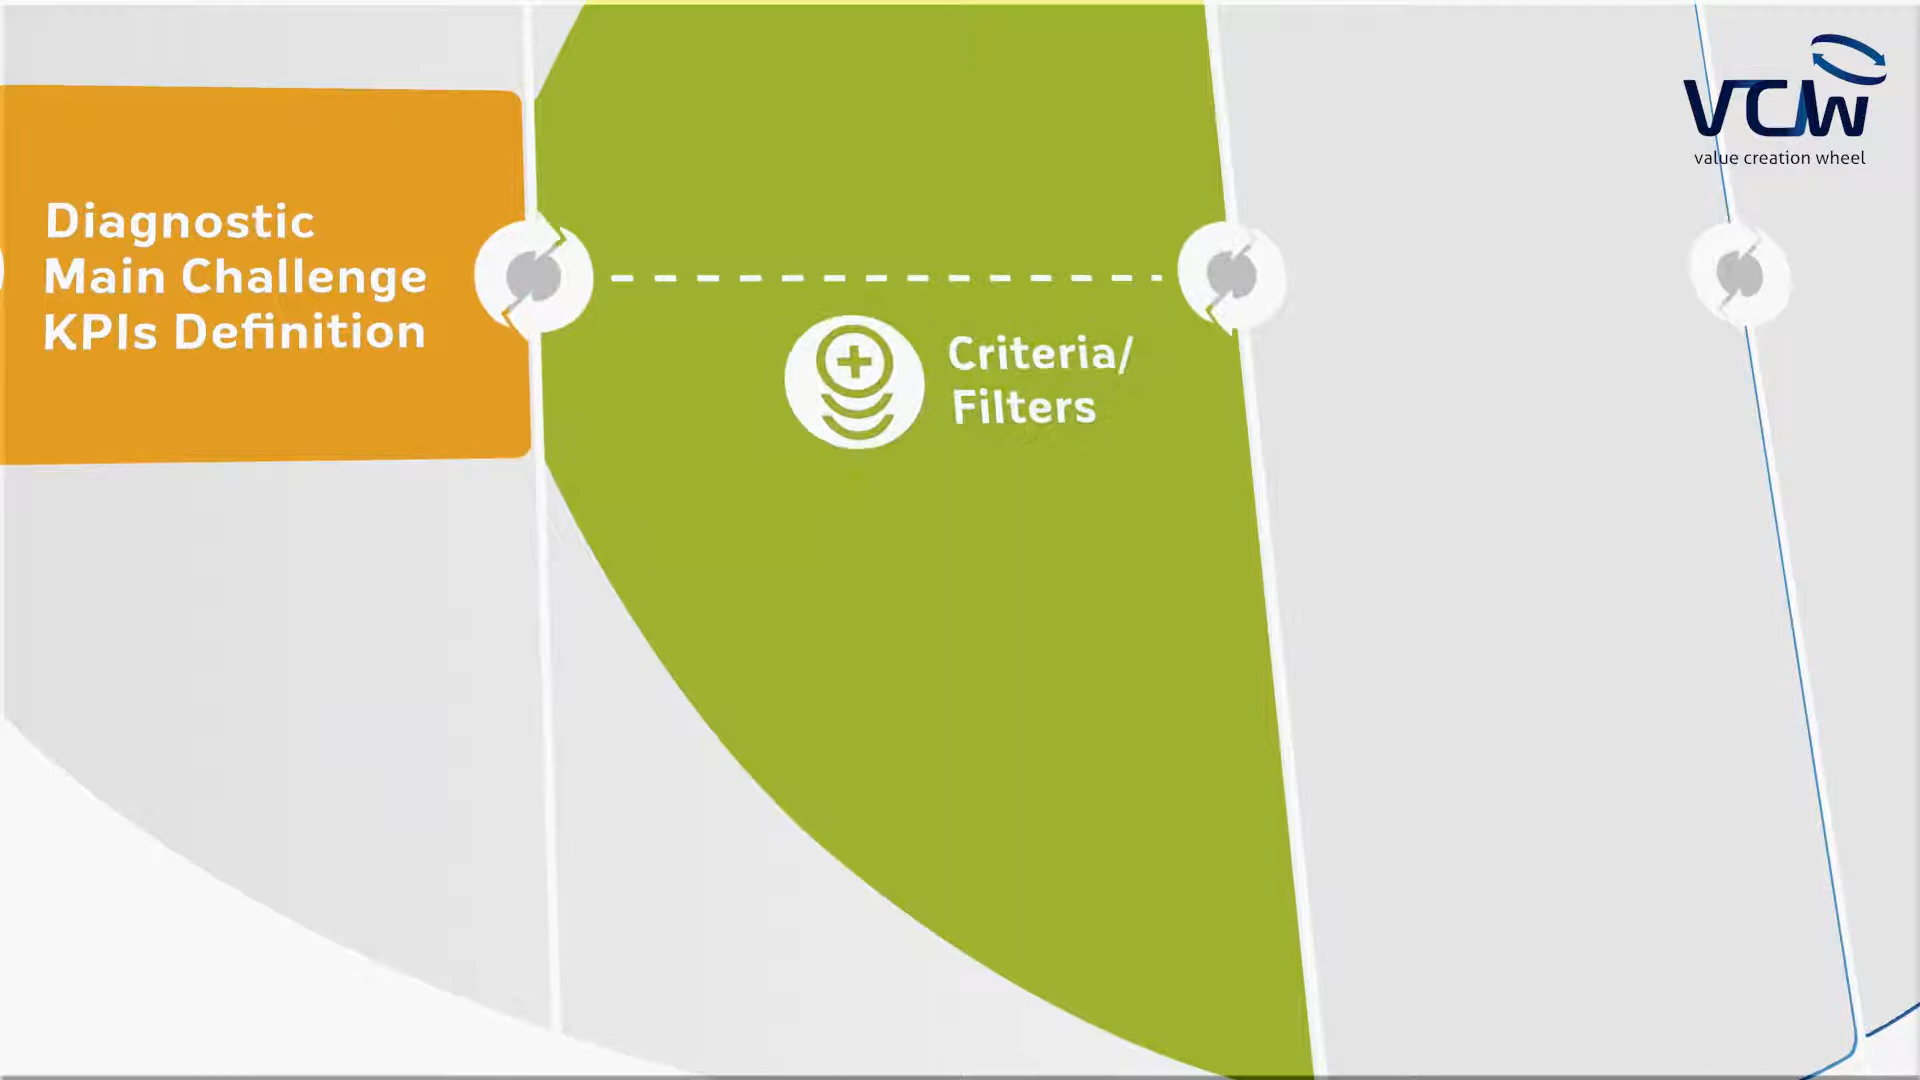 Diagnostic
Main Challenge
KPIs Definition
Criteria/
Filters
VCW
value creation wheel